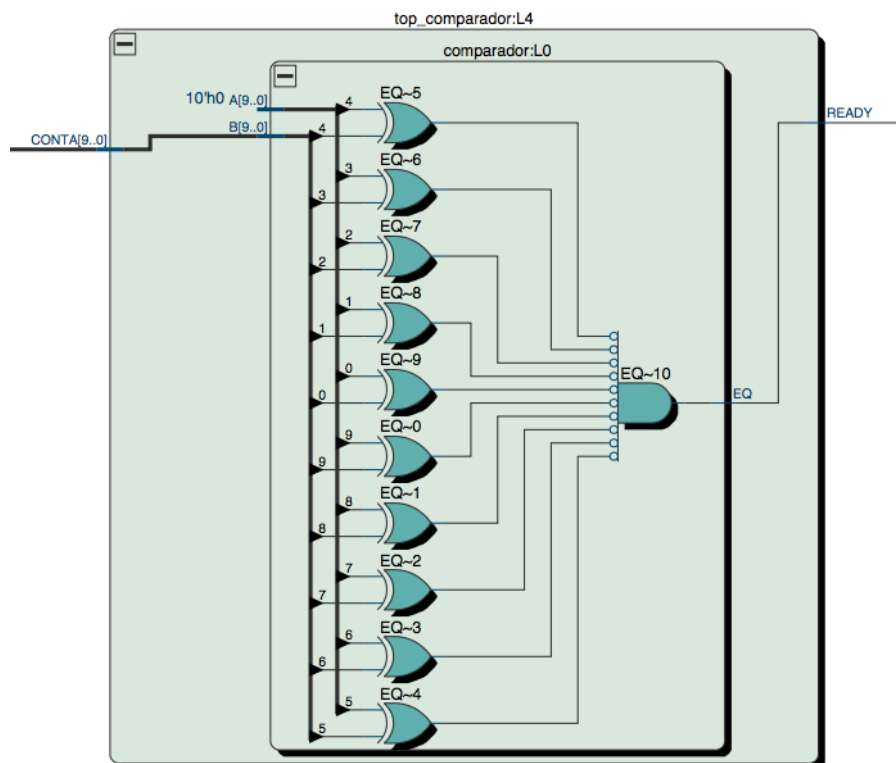 top_comparador:L4
comparador:L0
10'h0 A[9..0]
B[9..0]
CONTA[9..0]
READY
EQ~5
4
4
EQ~6
3
3
EQ~7
2
2
EQ~8
1
1
EQ~9
0
0
EQ~10
EQ
EQ~0
9
9
EQ~1
8
8
EQ~2
7
7
EQ~3
6
6
EQ~4
5
5